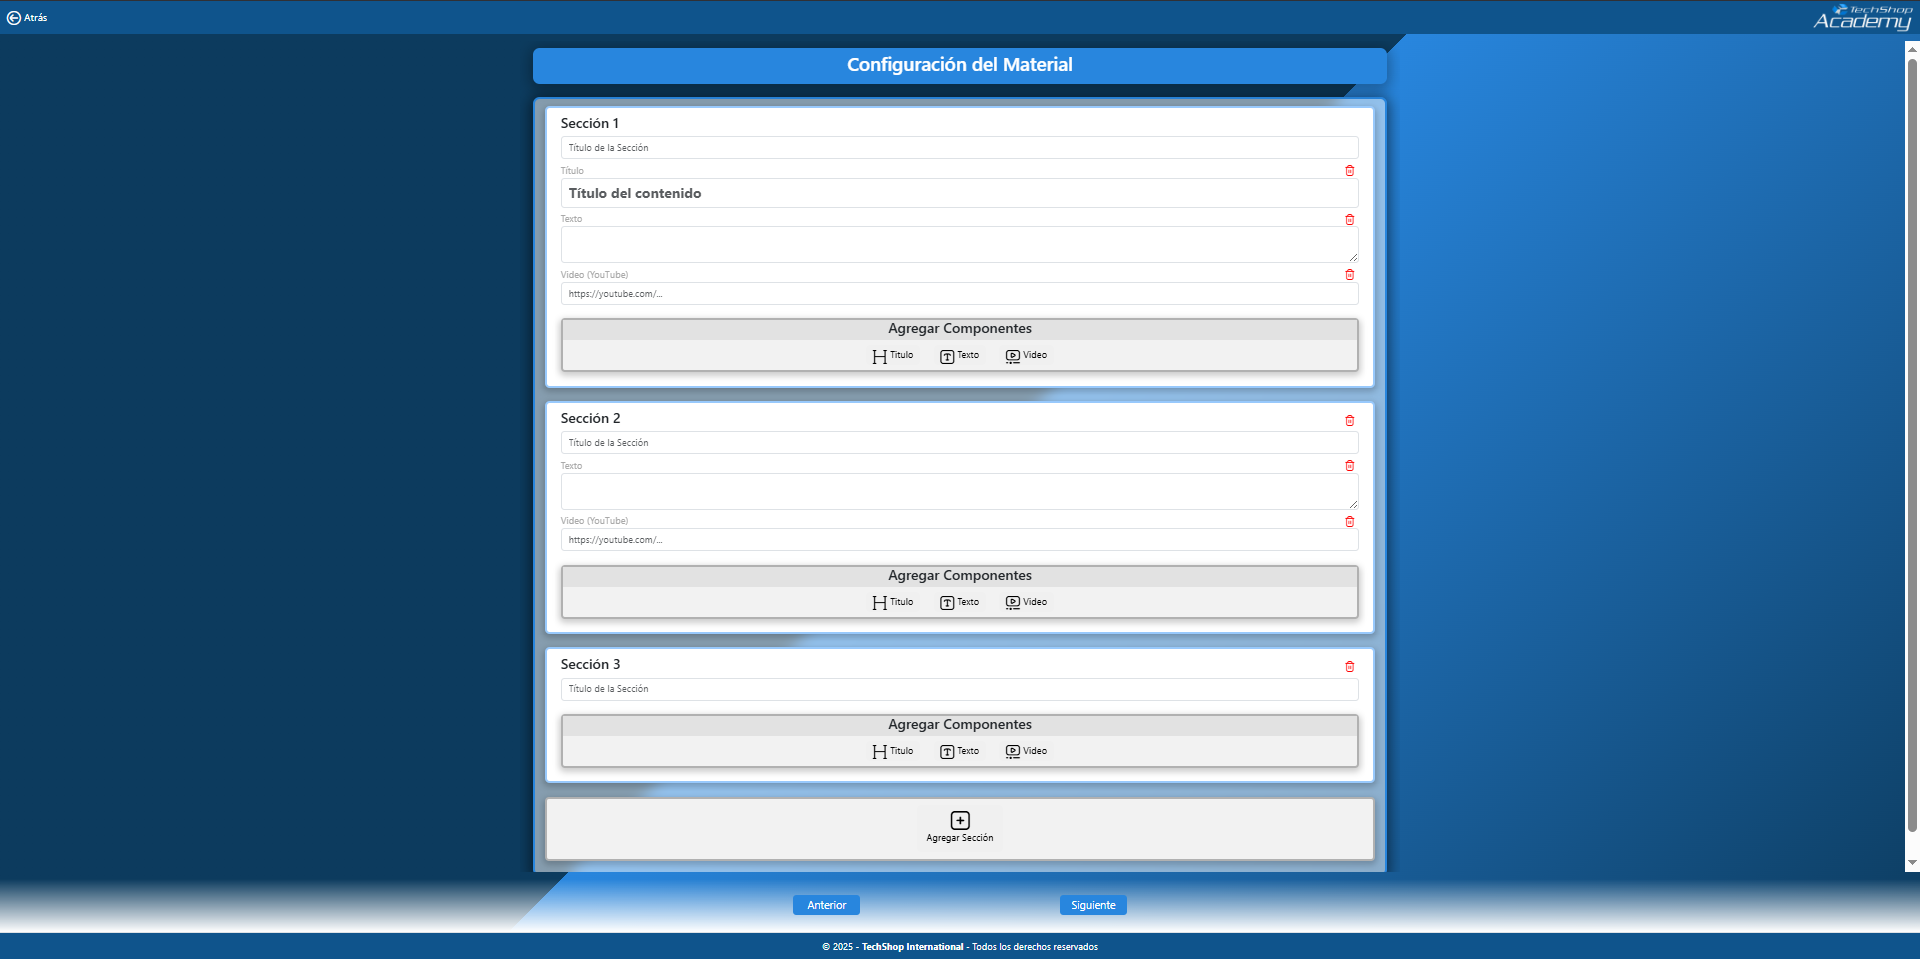 Atrás
TechShop
Academy
Configuración del Material
Sección 1
Título de la Sección
Título
Título del contenido
Texto
Video (YouTube)
https://youtube.com/...
Agregar Componentes
Titulo Texto Video
Sección 2
Título de la Sección
Texto
Video (YouTube)
https://youtube.com/...
Agregar Componentes
Titulo Texto Video
Sección 3
Título de la Sección
Agregar Componentes
Titulo Texto Video
Agregar Sección
Anterior Siguiente
© 2025 - TechShop International - Todos los derechos reservados